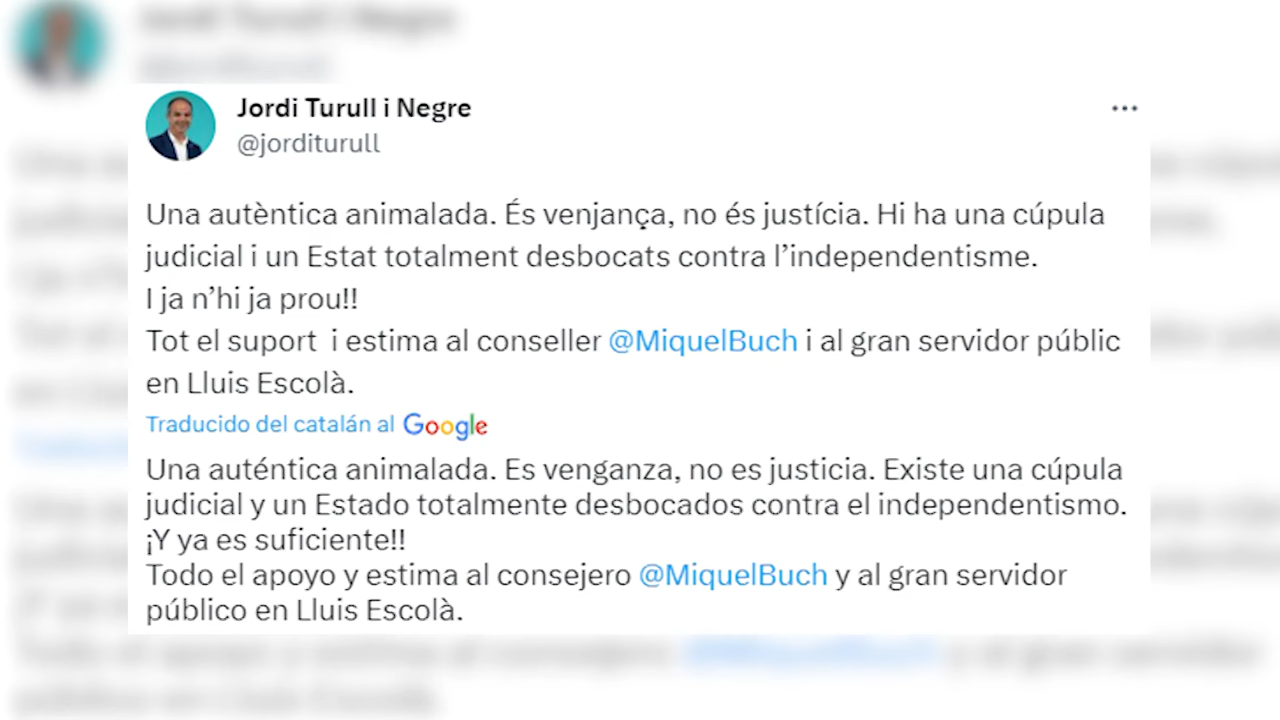 Jordi Turull i Negre
@jorditurull
Una autèntica animalada. És venjança, no és justícia. Hi ha una cúpula
judicial i un Estat totalment desbocats contra l’independentisme.
I ja n’hi ja prou!!
Tot el suport  i estima al conseller @MiquelBuch i al gran servidor públic
en Lluis Escolà.
Traducido del catalán al Google
Una auténtica animalada. Es venganza, no es justicia. Existe una cúpula
judicial y un Estado totalmente desbocados contra el independentismo.
¡Y ya es suficiente!!
Todo el apoyo y estima al consejero @MiquelBuch y al gran servidor
público en Lluis Escolà.